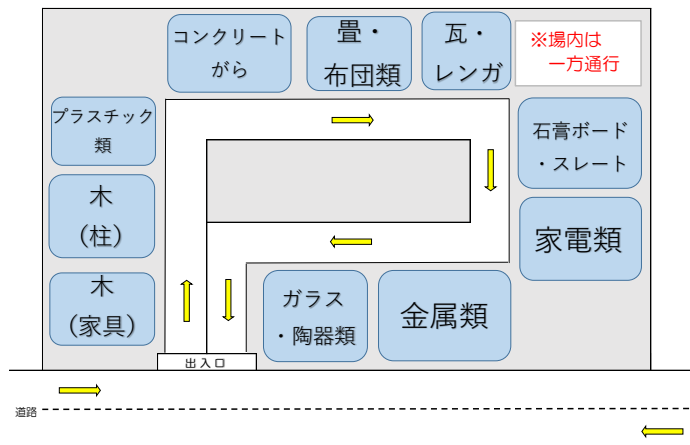 コンクリート
がら
畳・
布団類
瓦・
レンガ
※場内は
一方通行
プラスチック
類
石膏ボード
・スレート
木
(柱)
家電類
木
(家具)
ガラス
・陶器類
金属類
出入口
道路